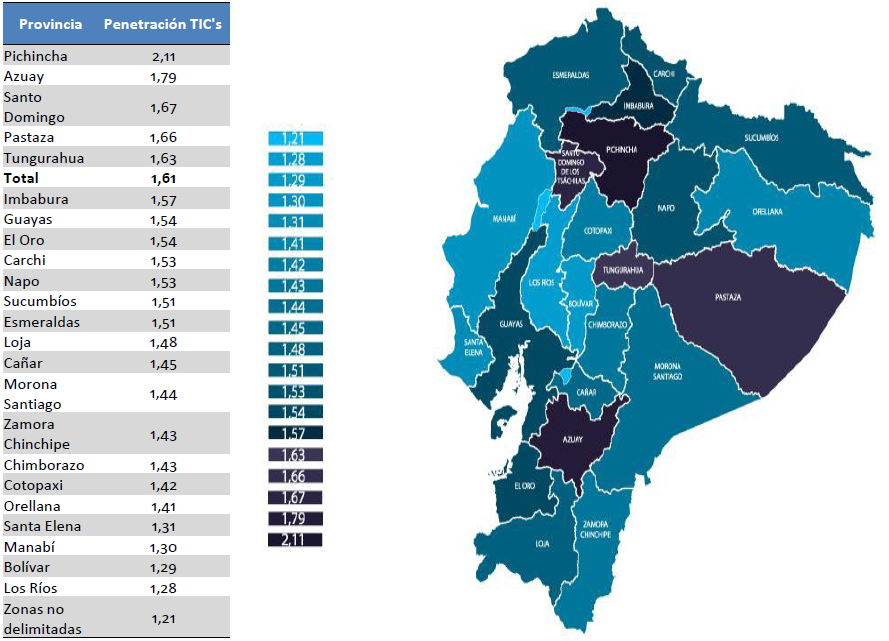 Provincia Penetración TIC's
Pichincha 2,11
Azuay 1,79
Santo
Domingo 1,67
Pastaza 1,66
Tungurahua 1,63
Total 1,61
Imbabura 1,57
Guayas 1,54
El Oro 1,54
Carchi 1,53
Napo 1,53
Sucumbíos 1,51
Esmeraldas 1,51
Loja 1,48
Cañar 1,45
Morona
Santiago 1,44
Zamora
Chinchipe 1,43
Chimborazo 1,43
Cotopaxi 1,42
Orellana 1,41
Santa Elena 1,31
Manabí 1,30
Bolívar 1,29
Los Ríos 1,28
Zonas no
delimitadas 1,21
1,21
1,28
1,29
1,30
1,31
1,41
1,42
1,43
1,44
1,45
1,48
1,51
1,53
1,54
1,57
1,63
1,66
1,67
1,79
2,11
ESMERALDAS
CARCHI
IMBABURA
SUCUMBÍOS
PICHINCHA
SANTO
DOMINGO
DE LOS
TSÁCHILAS
NAPO
ORELLANA
MANABÍ
COTOPAXI
TUNGURAHUA
LOS RÍOS
PASTAZA
BOLÍVAR
GUAYAS
CHIMBORAZO
SANTA
ELENA
MORONA
SANTIAGO
CAÑAR
AZUAY
EL ORO
ZAMORA
CHINCHIPE
LOJA